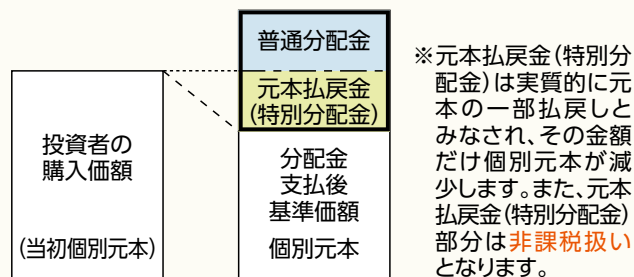 投資者の
購入価額
(当初個別元本)
普通分配金
元本払戻金
(特別分配金)
分配金
支払後
基準価額
個別元本
※元本払戻金(特別分
配金)は実質的に元
本の一部払戻しと
みなされ、その金額
だけ個別元本が減
少します。また、元本
払戻金(特別分配金)
部分は非課税扱い
となります。